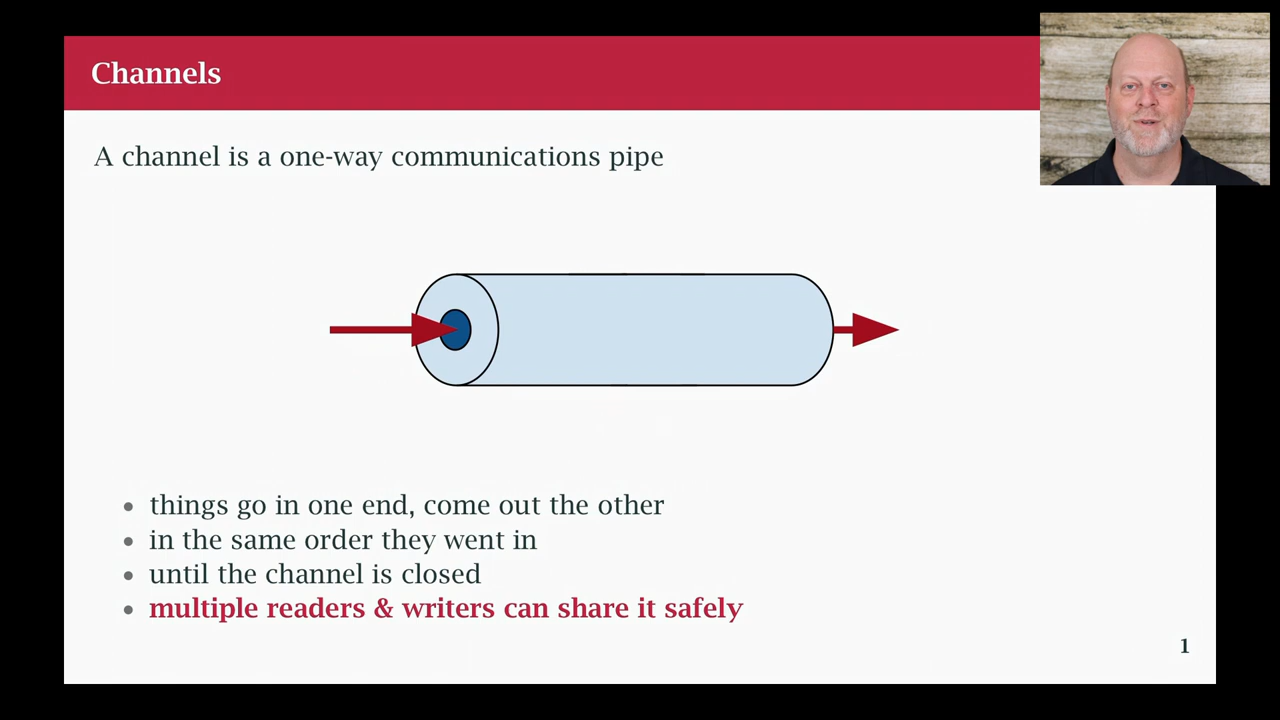 Channels
A channel is a one-way communications pipe
things go in one end, come out the other
in the same order they went in
until the channel is closed
multiple readers & writers can share it safely
1